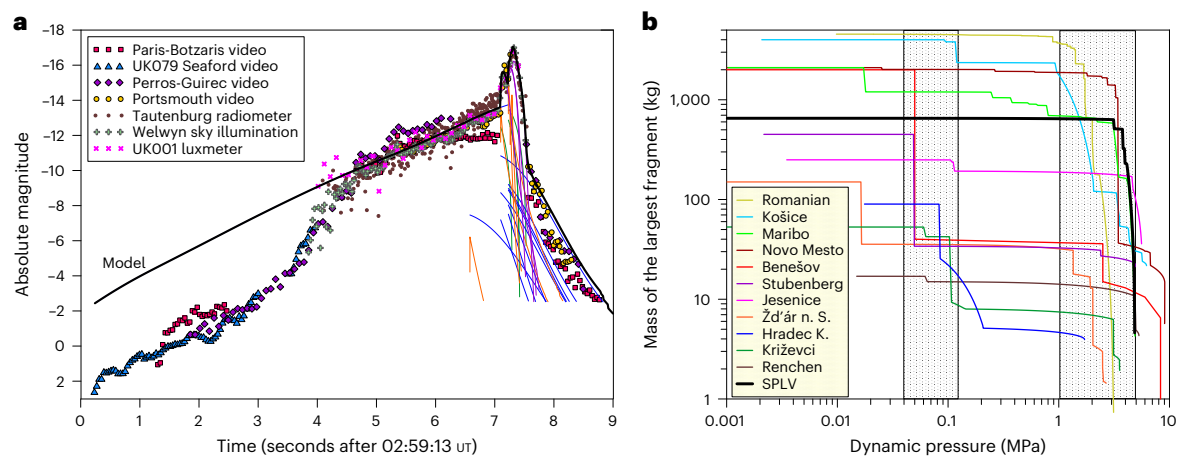 a
−18
−16
−14
−12
−10
−8
−6
−4
−2
0
2
Absolute magnitude
Paris-Botzaris video
UK079 Seaford video
Perros-Guirec video
Portsmouth video
Tautenburg radiometer
Welwyn sky illumination
UK001 luxmeter
Model
0 1 2 3 4 5 6 7 8 9
Time (seconds after 02:59:13 UT)
b
1,000
100
10
1
Mass of the largest fragment (kg)
Romanian
Košice
Maribo
Novo Mesto
Benešov
Stubenberg
Jesenice
Žd'ár n. S.
Hradec K.
Križevci
Renchen
SPLV
0.001 0.01 0.1 1 10
Dynamic pressure (MPa)